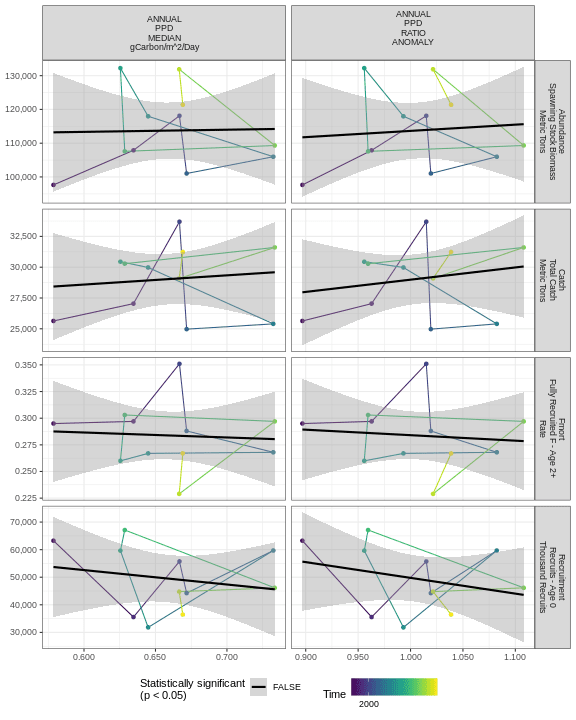 ANNUAL
PPD
MEDIAN
gCarbon/m^2/Day
ANNUAL
PPD
RATIO
ANOMALY
130,000
120,000
110,000
100,000
Abundance
Spawning Stock Biomass
Metric Tons
32,500
30,000
27,500
25,000
Catch
Total Catch
Metric Tons
0.350
0.325
0.300
0.275
0.250
0.225
Fmort
Fully Recruited F - Age 2+
Rate
70,000
60,000
50,000
40,000
30,000
Recruitment
Recruits - Age 0
Thousand Recruits
0.600
0.650
0.700
0.900
0.950
1.000
1.050
1.100
Statistically significant
(p < 0.05)
FALSE
Time
2000